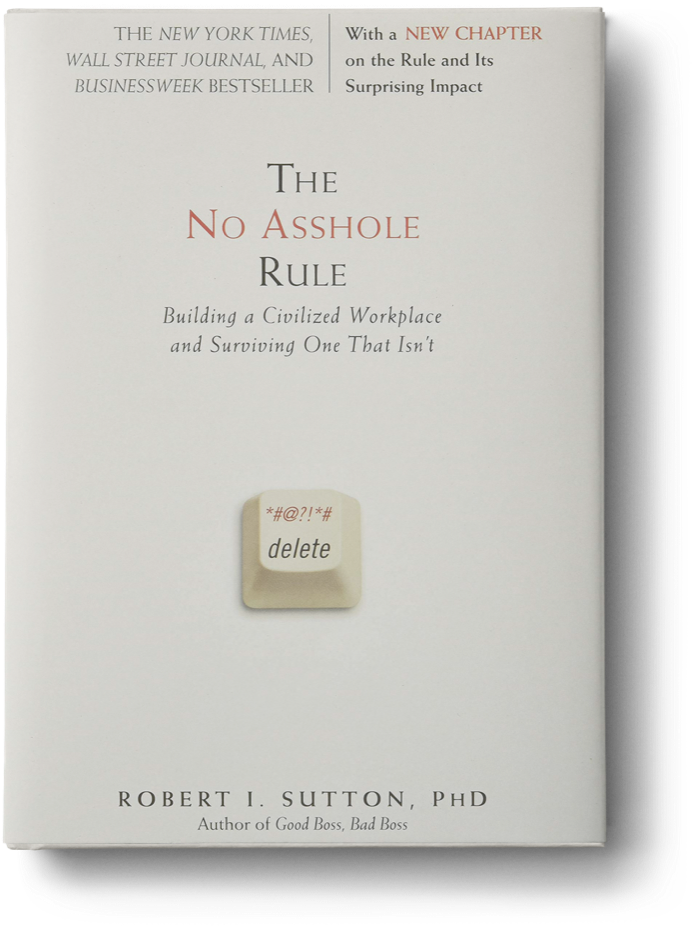 THE NEW YORK TIMES,
WALL STREET JOURNAL, AND
BUSINESSWEEK BESTSELLER
With a NEW CHAPTER
on the Rule and Its
Surprising Impact
THE
NO ASSHOLE
RULE
Building a Civilized Workplace
and Surviving One That Isn't
*#@?!*#
delete
ROBERT I. SUTTON, PHD
Author of Good Boss, Bad Boss